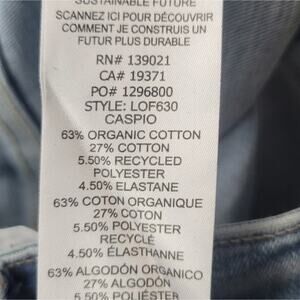 SUSTAINABLE FUTURE
SCANNEZ ICI POUR DÉCOUVRIR
COMMENT JE CONSTRUIS UN
FUTUR PLUS DURABLE
RN# 139021
CA# 19371
PO# 1296800
STYLE: LOF630
CASPIO
63% ORGANIC COTTON
27% COTTON
5.50% RECYCLED
POLYESTER
4.50% ELASTANE
63% COTON ORGANIQUE
27% COTON
5.50% POLYESTER
RECYCLÉ
4.50% ÉLASTHANNE
63% ALGODÓN ORGANICO
27% ALGODÓN
5.50% POLIÉSTER